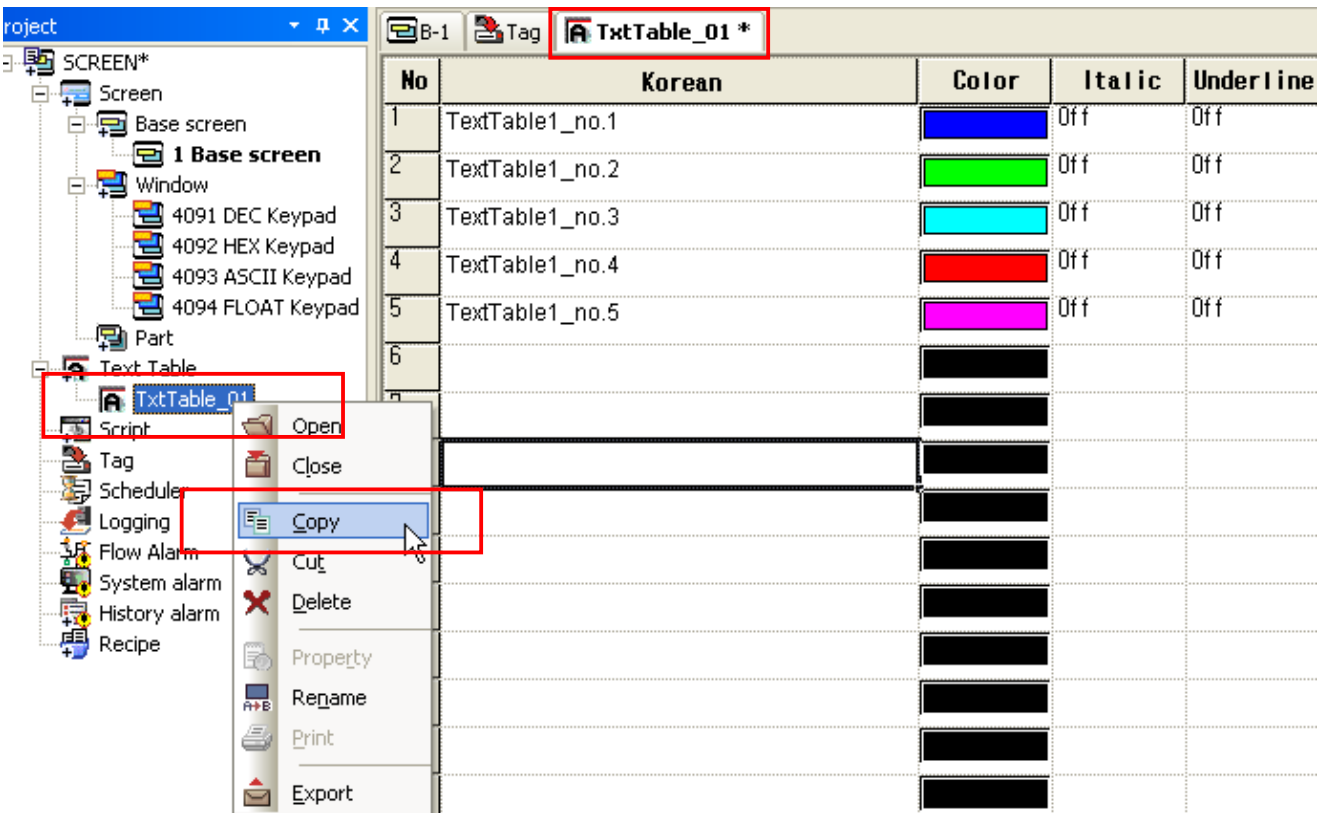 roject
SCREEN*
Screen
Base screen
1 Base screen
Window
4091 DEC Keypad
4092 HEX Keypad
4093 ASCII Keypad
4094 FLOAT Keypad
Part
Text Table
TxtTable_01
Script
Tag
Scheduler
Logging
Flow Alarm
System alarm
History alarm
Recipe
Open
Close
Copy
Cut
Delete
Property
Rename
Print
Export
B-1 Tag TxtTable_01 *
No Korean Color Italic Underline
1 TextTable1_no.1 Off Off
2 TextTable1_no.2 Off Off
3 TextTable1_no.3 Off Off
4 TextTable1_no.4 Off Off
5 TextTable1_no.5 Off Off
6